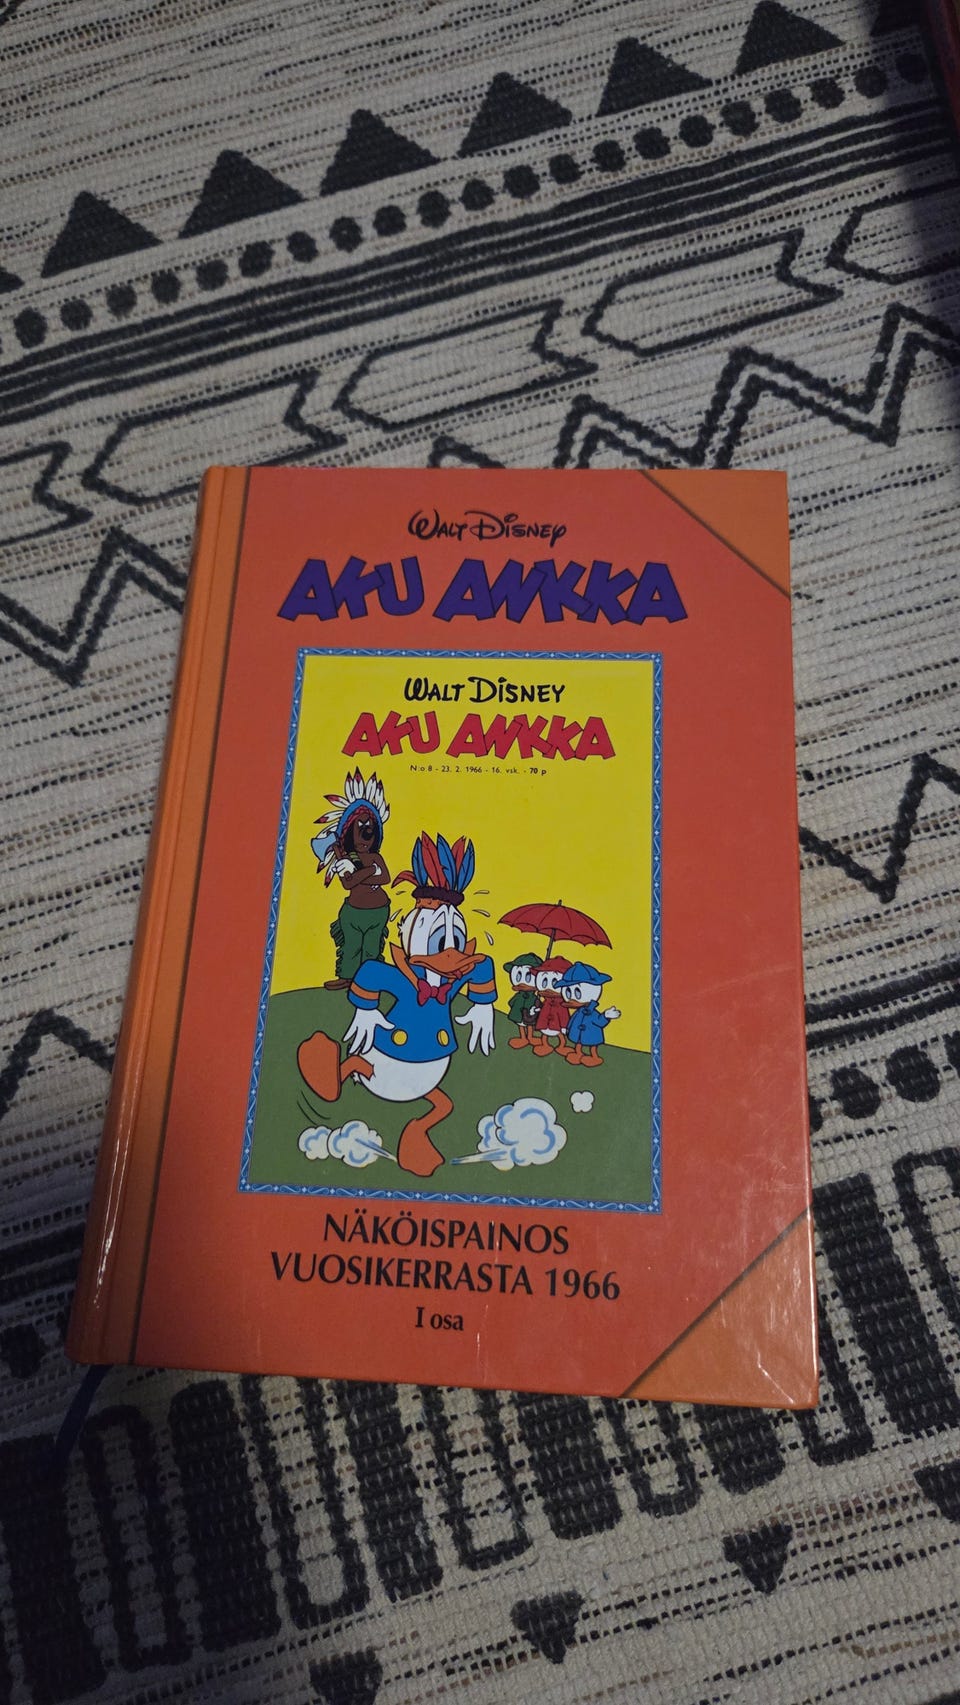 WALT DISNEY
AKU ANKKA
WALT DISNEY
AKU ANKKA
N:o 8 - 23. 2. 1966 - 16. vsk. - 70 p
NÄKÖISPAINOS
VUOSIKERRASTA 1966
I osa